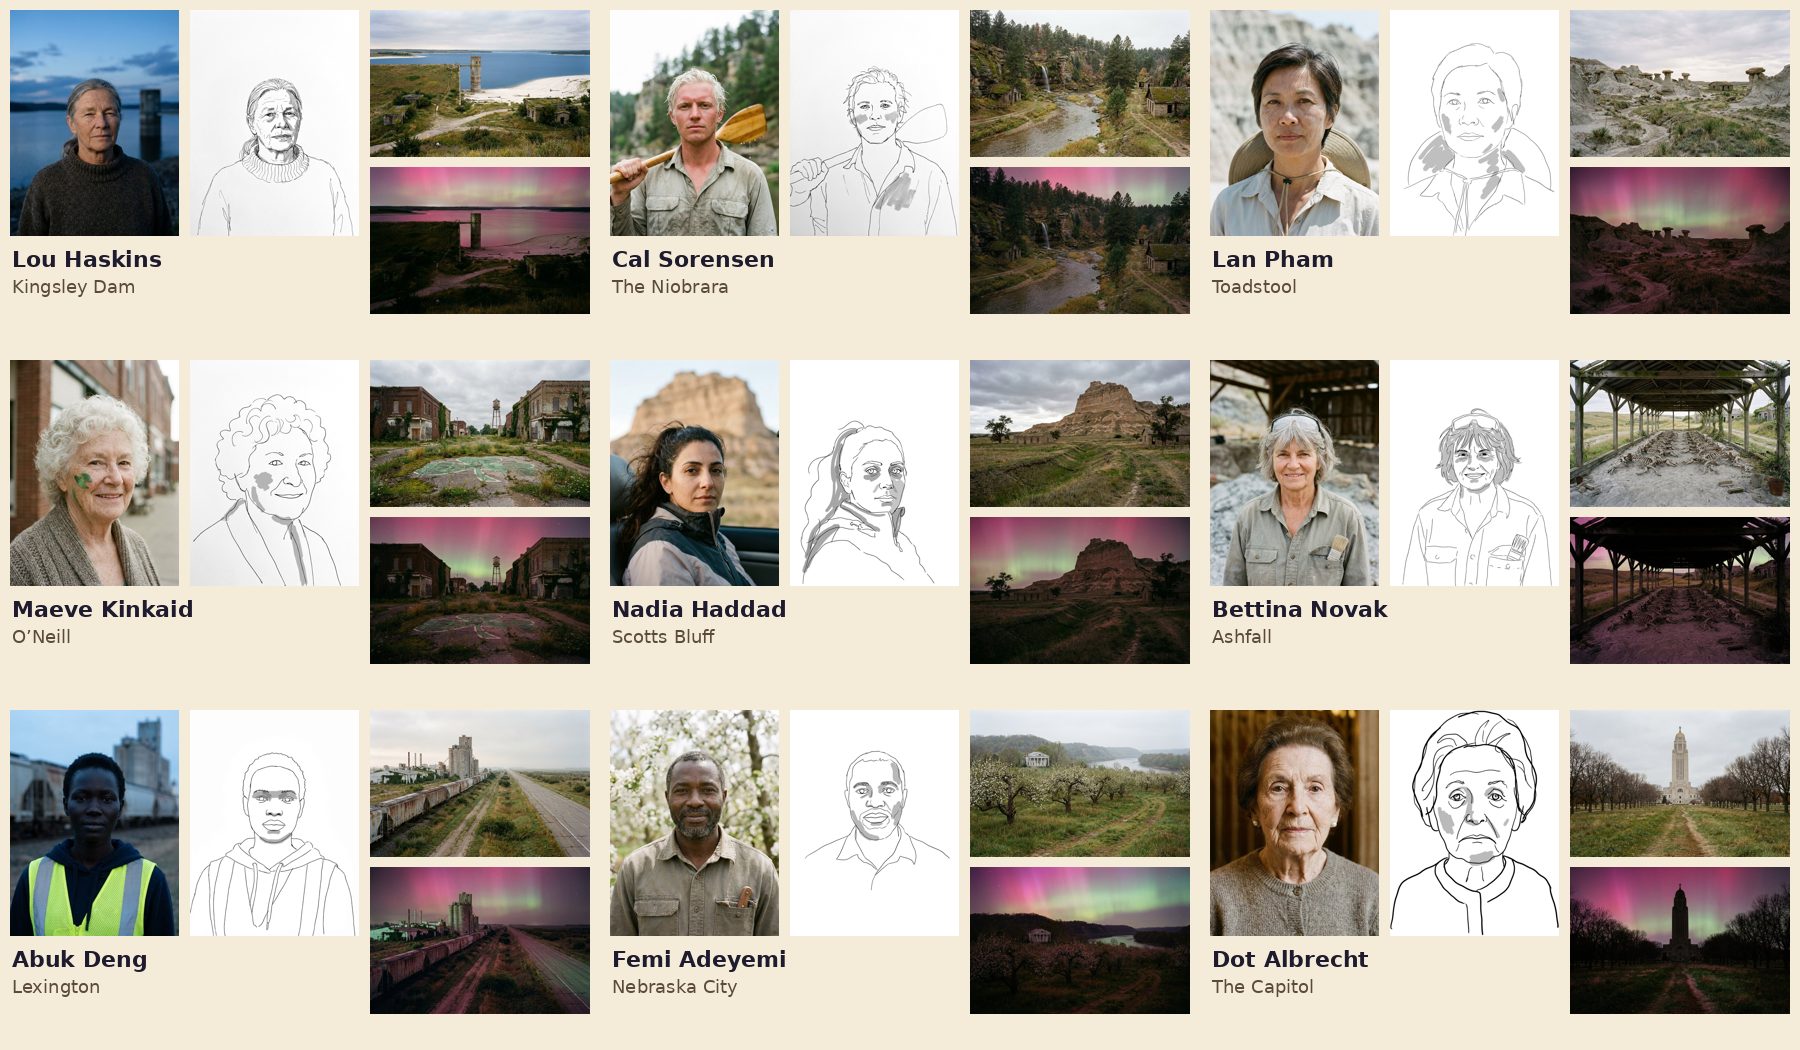 Lou Haskins
Kingsley Dam
Cal Sorensen
The Niobrara
Lan Pham
Toadstool
Maeve Kinkaid
O’Neill
Nadia Haddad
Scotts Bluff
Bettina Novak
Ashfall
Abuk Deng
Lexington
Femi Adeyemi
Nebraska City
Dot Albrecht
The Capitol